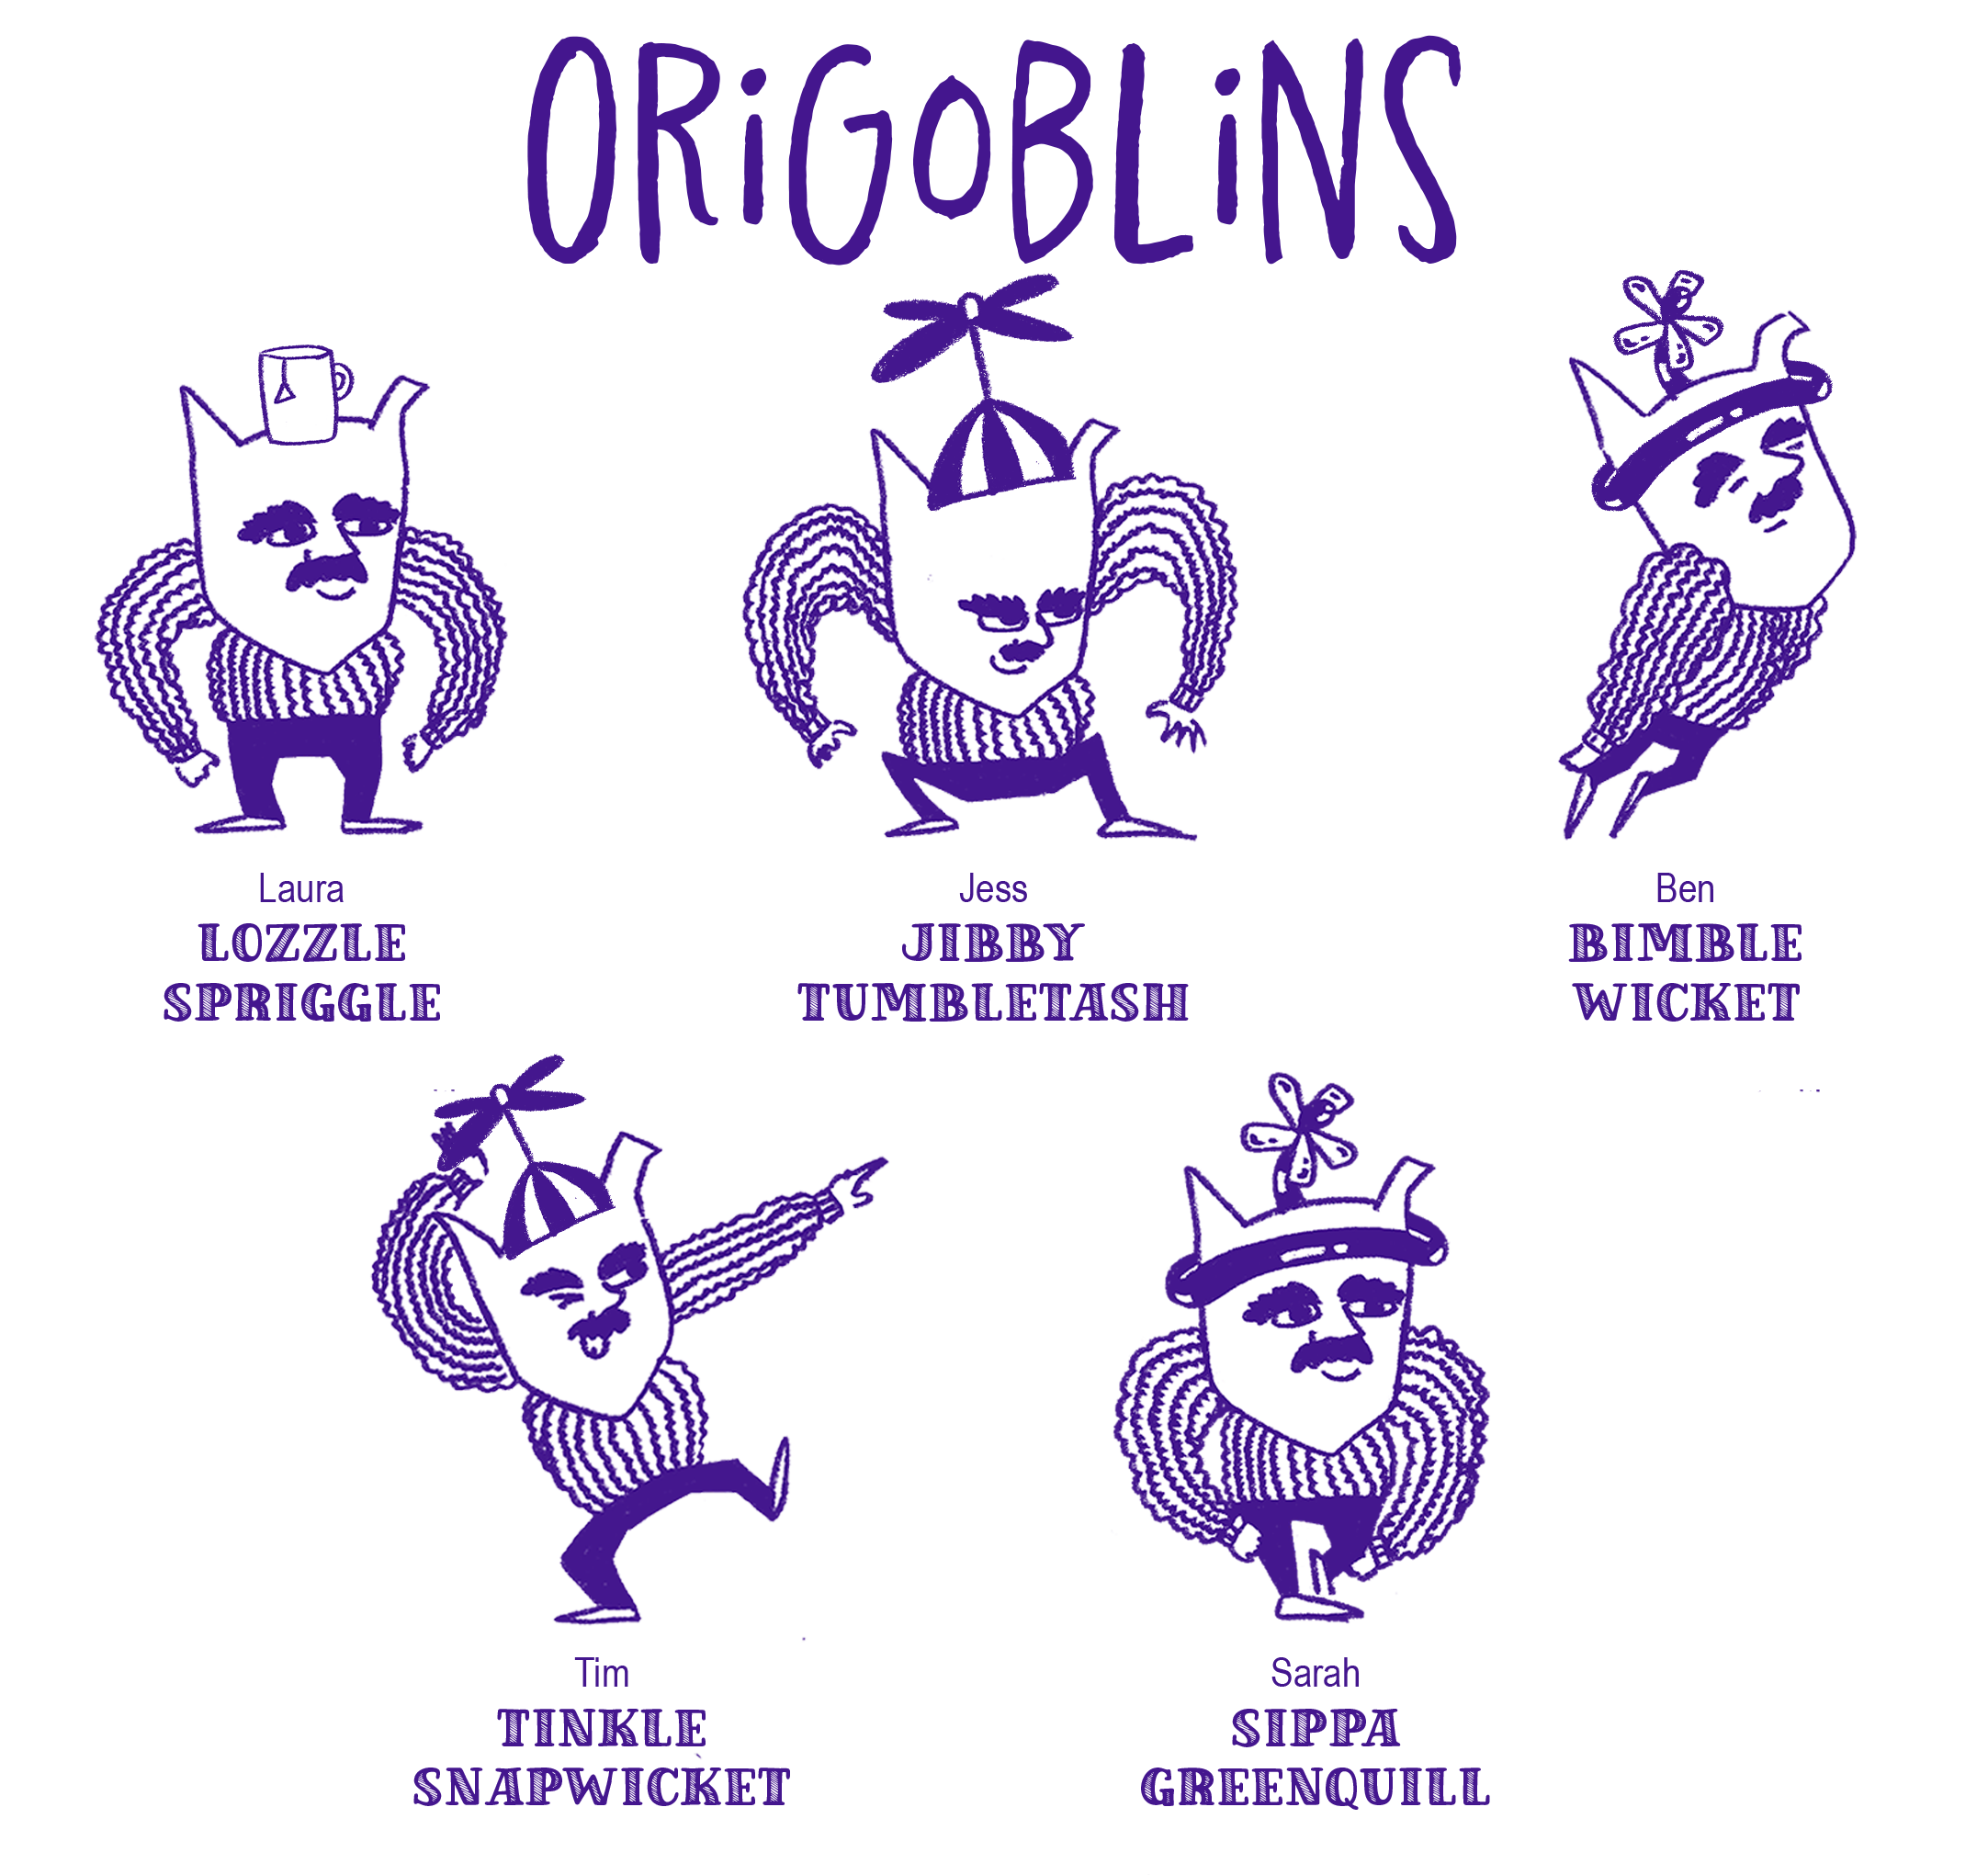 ORiGOBLiNS
Laura
LOZZLE
SPRIGGLE
Jess
JIBBY
TUMBLETASH
Ben
BIMBLE
WICKET
Tim
TINKLE
SNAPWICKET
Sarah
SIPPA
GREENQUILL